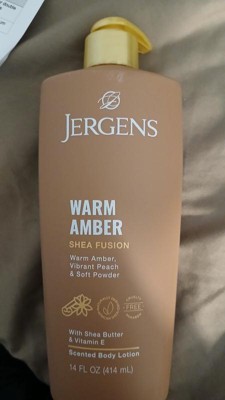 JERGENS
WARM
AMBER
SHEA FUSION
Warm Amber,
Vibrant Peach
& Soft Powder
FREE
With Shea Butter
& Vitamin E
Scented Body Lotion
14 FL OZ (414 mL)